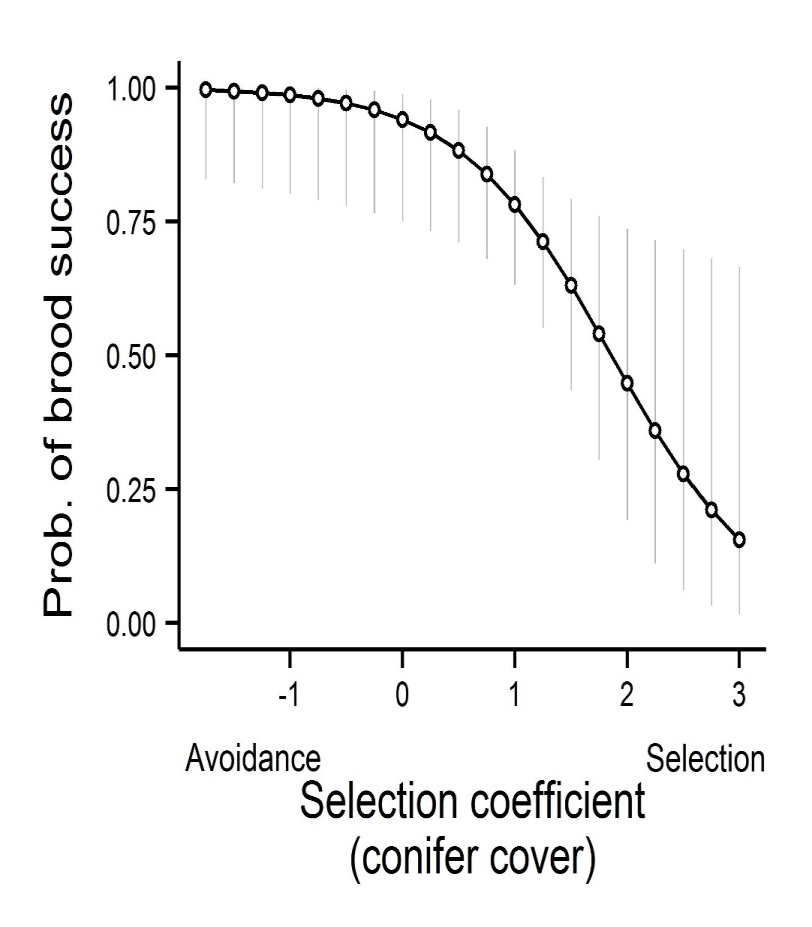 Prob. of brood success
1.00
0.75
0.50
0.25
0.00
-1 0 1 2 3
Avoidance Selection
Selection coefficient
(conifer cover)